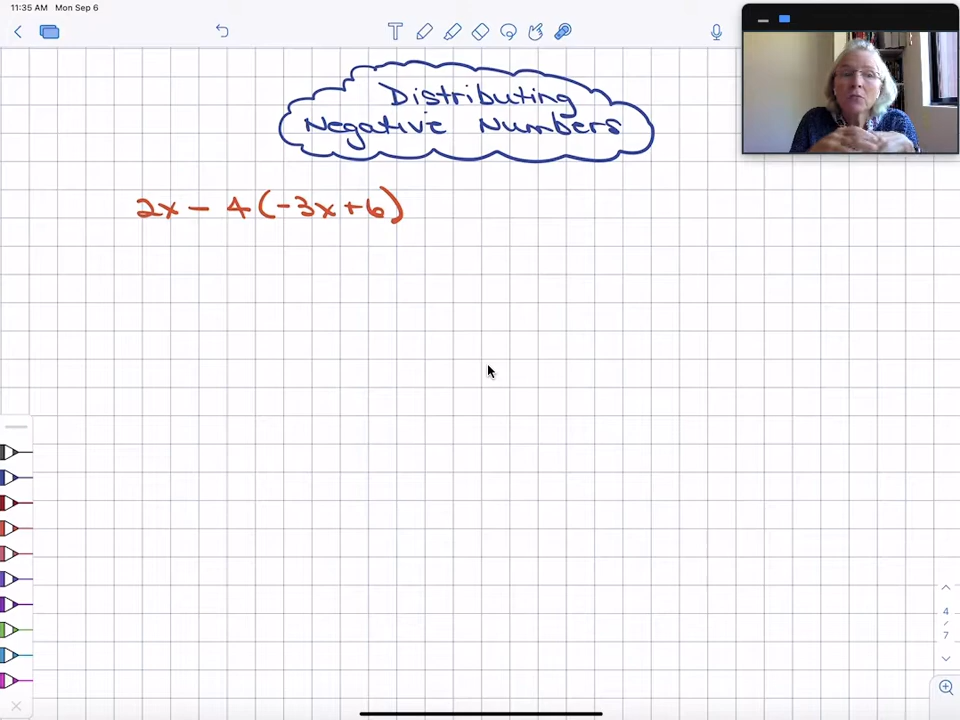 11:35 AM Mon Sep 6
T
Distributing
Negative Numbers
2x - 4(-3x+6)
4
/
7